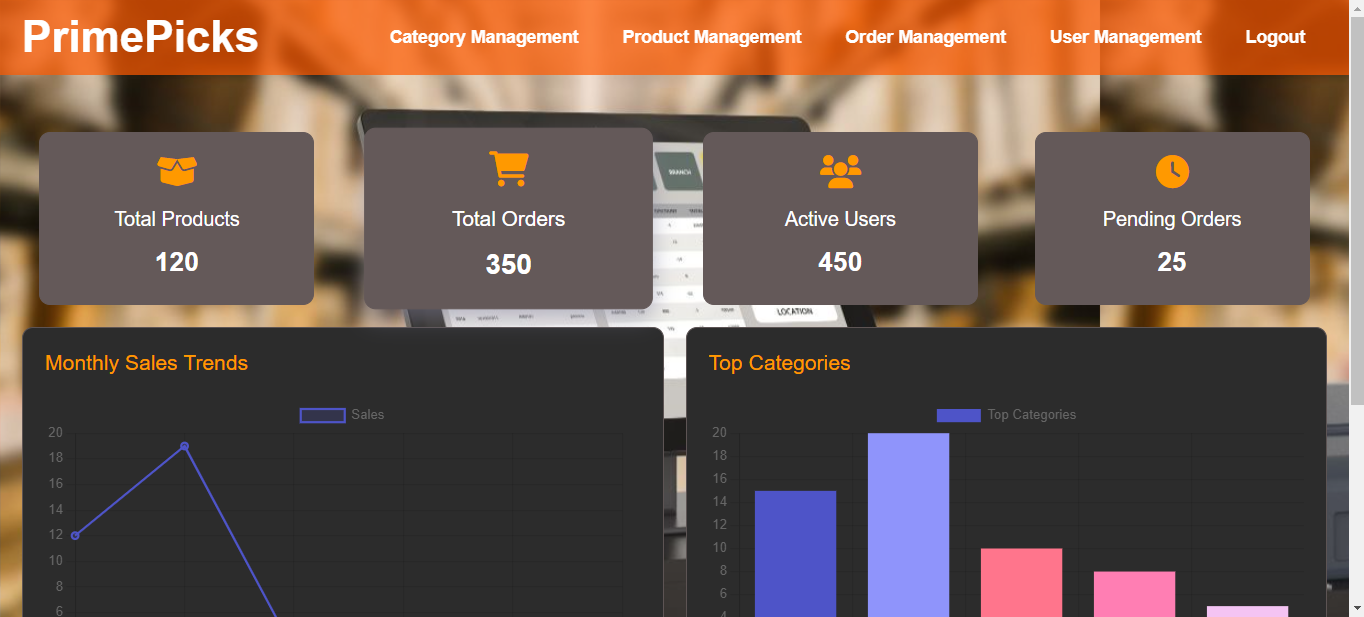 PrimePicks
Category Management
Product Management
Order Management
User Management
Logout
BRANCH
Total Products
120
Total Orders
350
Active Users
450
Pending Orders
25
LOCATION
Monthly Sales Trends
Sales
20
18
16
14
12
10
8
6
Top Categories
Top Categories
20
18
16
14
12
10
8
6
4